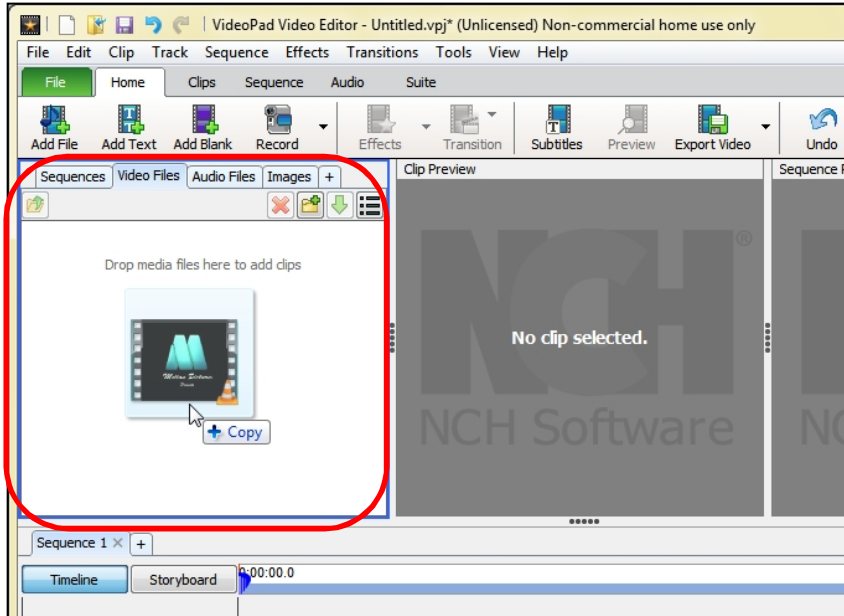 VideoPad Video Editor - Untitled.vpj* (Unlicensed) Non-commercial home use only
File Edit Clip Track Sequence Effects Transitions Tools View Help
File Home Clips Sequence Audio Suite
Add File Add Text Add Blank Record Effects Transition Subtitles Preview Export Video Undo
Sequences Video Files Audio Files Images + Clip Preview Sequence P
Drop media files here to add clips
M
Copy
NCH ®
No clip selected.
NCH Software NC
Sequence 1 × +
Timeline Storyboard 0:00:00.0